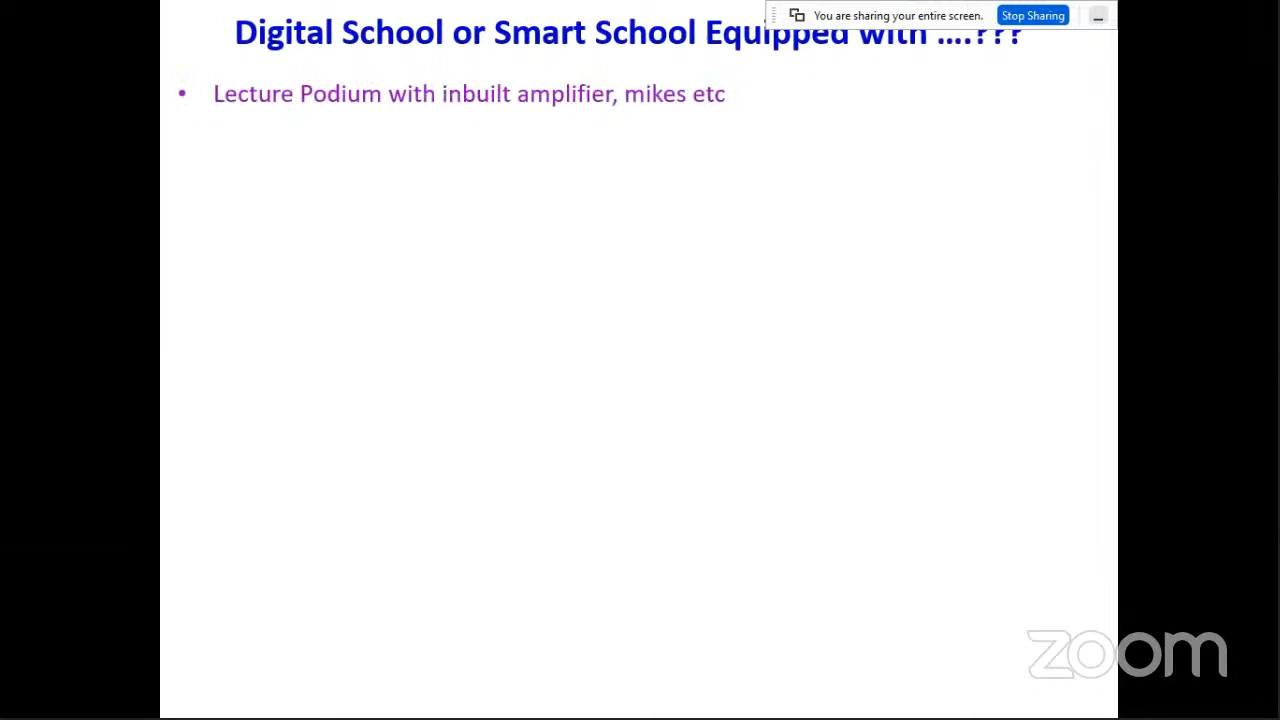 You are sharing your entire screen. Stop Sharing
Digital School or Smart School Equipped with ....???
• Lecture Podium with inbuilt amplifier, mikes etc
zoom